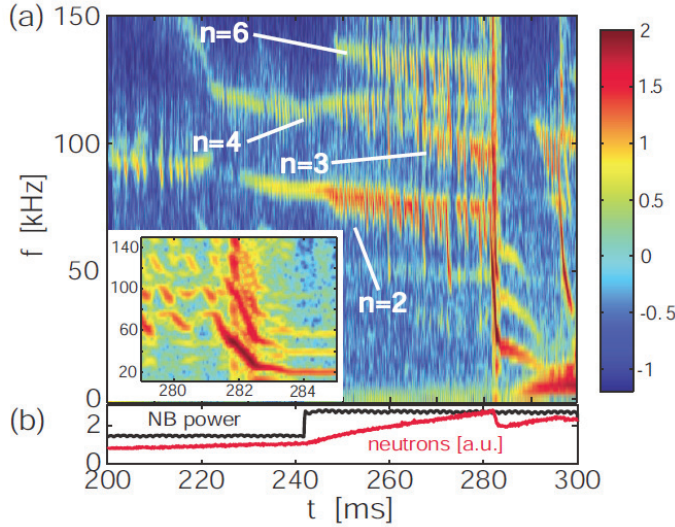 (a)
150
100
50
0
f [kHz]
n=6
n=4
n=3
n=2
140
100
60
20
280 282 284
2
1.5
1
0.5
0
-0.5
-1
(b)
2
0
NB power
neutrons [a.u.]
200 220 240 260 280 300
t [ms]